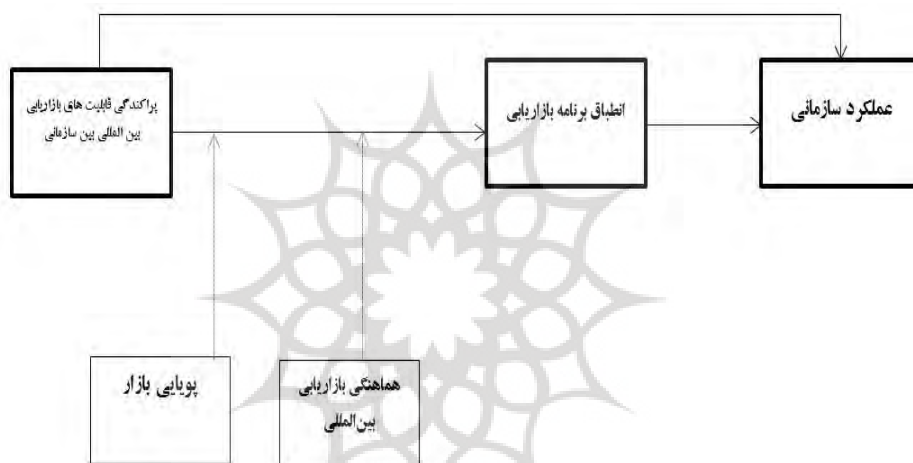 پراکندگی قابلیت های بازاریابی
بین المللی بین سازمانی
انطباق برنامه بازاریابی
عملکرد سازمانی
پویایی بازار
هماهنگی بازاریابی
بین‌المللی